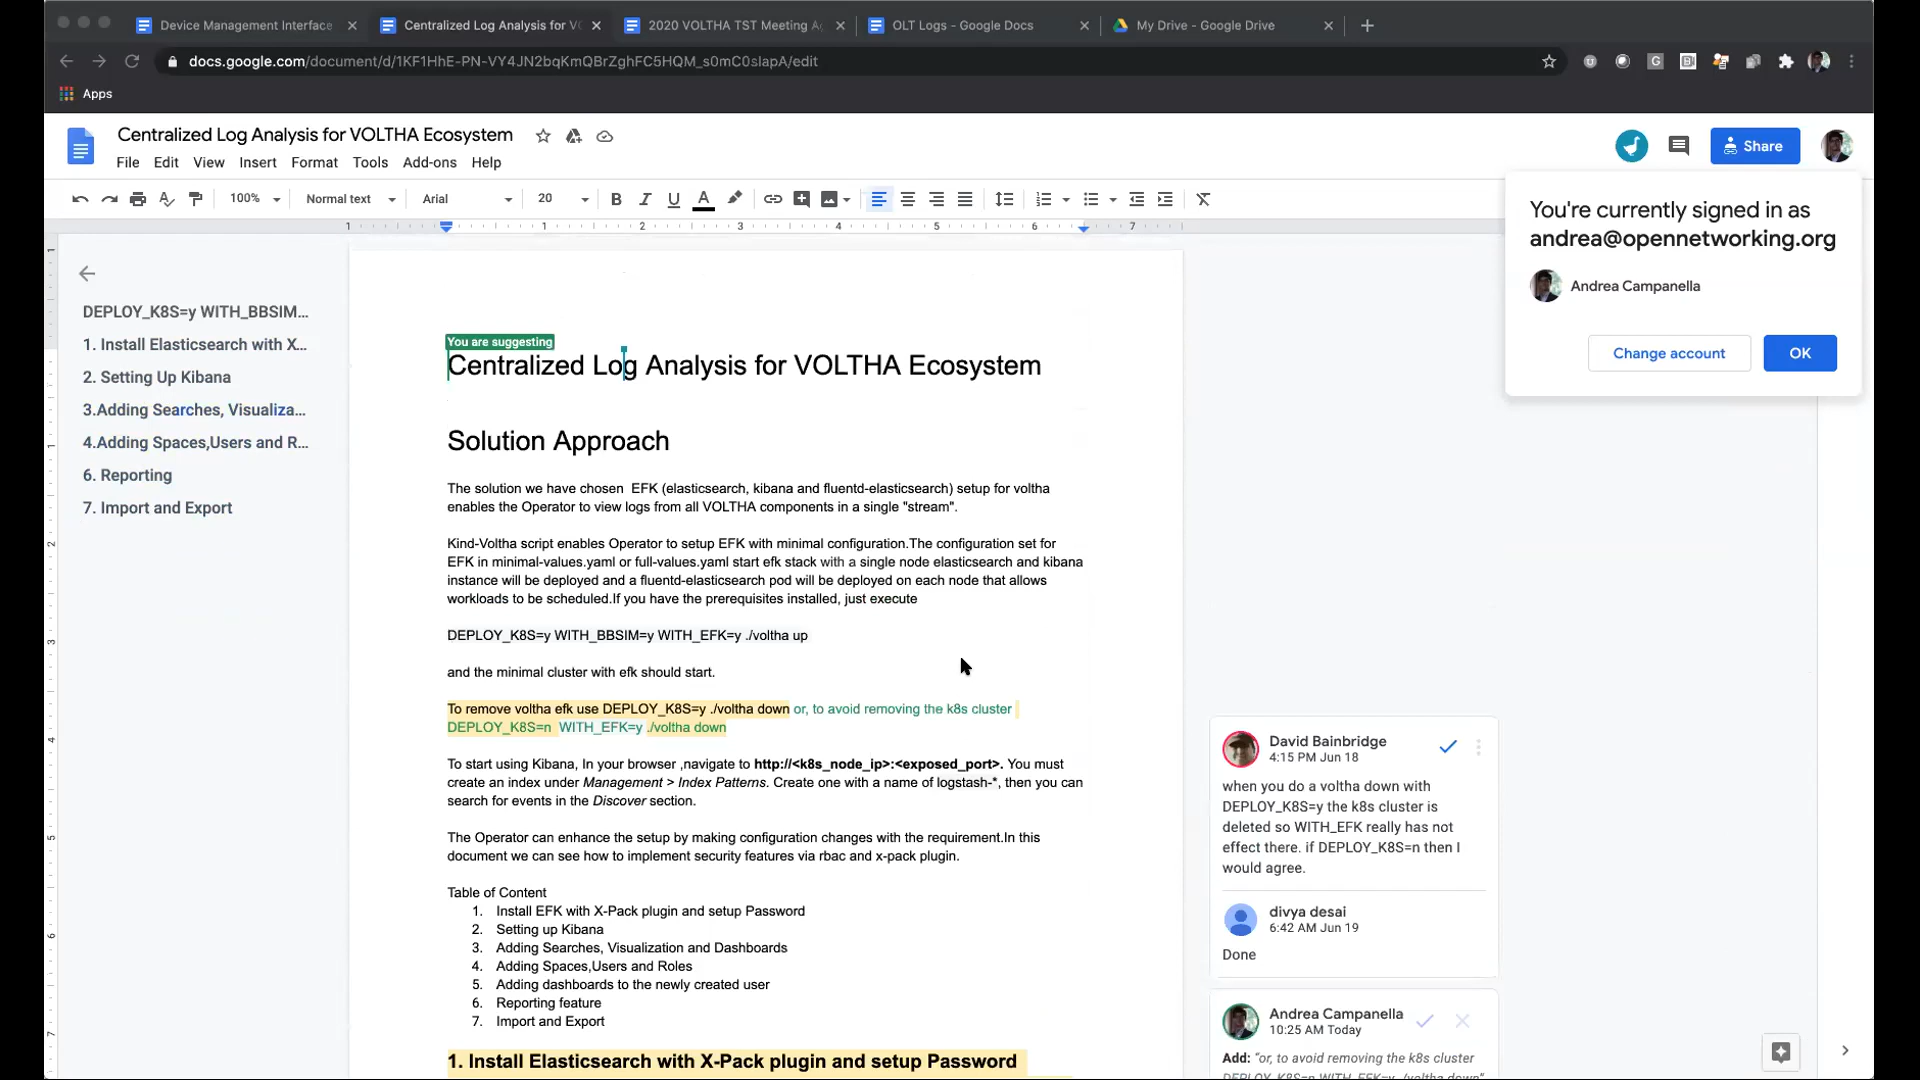 Device Management Interface
Centralized Log Analysis for VO
2020 VOLTHA TST Meeting A
OLT Logs - Google Docs
My Drive - Google Drive
docs.google.com/document/d/1KF1HhE-PN-VY4JN2bqKmQBrZghFC5HQM_s0mC0slapA/edit
Apps
Centralized Log Analysis for VOLTHA Ecosystem
File Edit View Insert Format Tools Add-ons Help
Share
100% Normal text Arial 20
1 1 2 3 4 5 6 7
You're currently signed in as
andrea@opennetworking.org
Andrea Campanella
Change account OK
DEPLOY_K8S=y WITH_BBSIM...
1. Install Elasticsearch with X...
2. Setting Up Kibana
3.Adding Searches, Visualiza...
4.Adding Spaces,Users and R...
6. Reporting
7. Import and Export
You are suggesting
Centralized Log Analysis for VOLTHA Ecosystem
Solution Approach
The solution we have chosen  EFK (elasticsearch, kibana and fluentd-elasticsearch) setup for voltha
enables the Operator to view logs from all VOLTHA components in a single "stream".
Kind-Voltha script enables Operator to setup EFK with minimal configuration.The configuration set for
EFK in minimal-values.yaml or full-values.yaml start efk stack with a single node elasticsearch and kibana
instance will be deployed and a fluentd-elasticsearch pod will be deployed on each node that allows
workloads to be scheduled.If you have the prerequisites installed, just execute
DEPLOY_K8S=y WITH_BBSIM=y WITH_EFK=y ./voltha up
and the minimal cluster with efk should start.
To remove voltha efk use DEPLOY_K8S=y ./voltha down or, to avoid removing the k8s cluster
DEPLOY_K8S=n  WITH_EFK=y ./voltha down
To start using Kibana, In your browser ,navigate to http://<k8s_node_ip>:<exposed_port>. You must
create an index under Management > Index Patterns. Create one with a name of logstash-*, then you can
search for events in the Discover section.
The Operator can enhance the setup by making configuration changes with the requirement.In this
document we can see how to implement security features via rbac and x-pack plugin.
Table of Content
1. Install EFK with X-Pack plugin and setup Password
2. Setting up Kibana
3. Adding Searches, Visualization and Dashboards
4. Adding Spaces,Users and Roles
5. Adding dashboards to the newly created user
6. Reporting feature
7. Import and Export
1. Install Elasticsearch with X-Pack plugin and setup Password
David Bainbridge
4:15 PM Jun 18
when you do a voltha down with
DEPLOY_K8S=y the k8s cluster is
deleted so WITH_EFK really has not
effect there. if DEPLOY_K8S=n then I
would agree.
divya desai
6:42 AM Jun 19
Done
Andrea Campanella
10:25 AM Today
Add: "or, to avoid removing the k8s cluster
DEPLOY_K8S=n WITH_EFK=y ./voltha down"